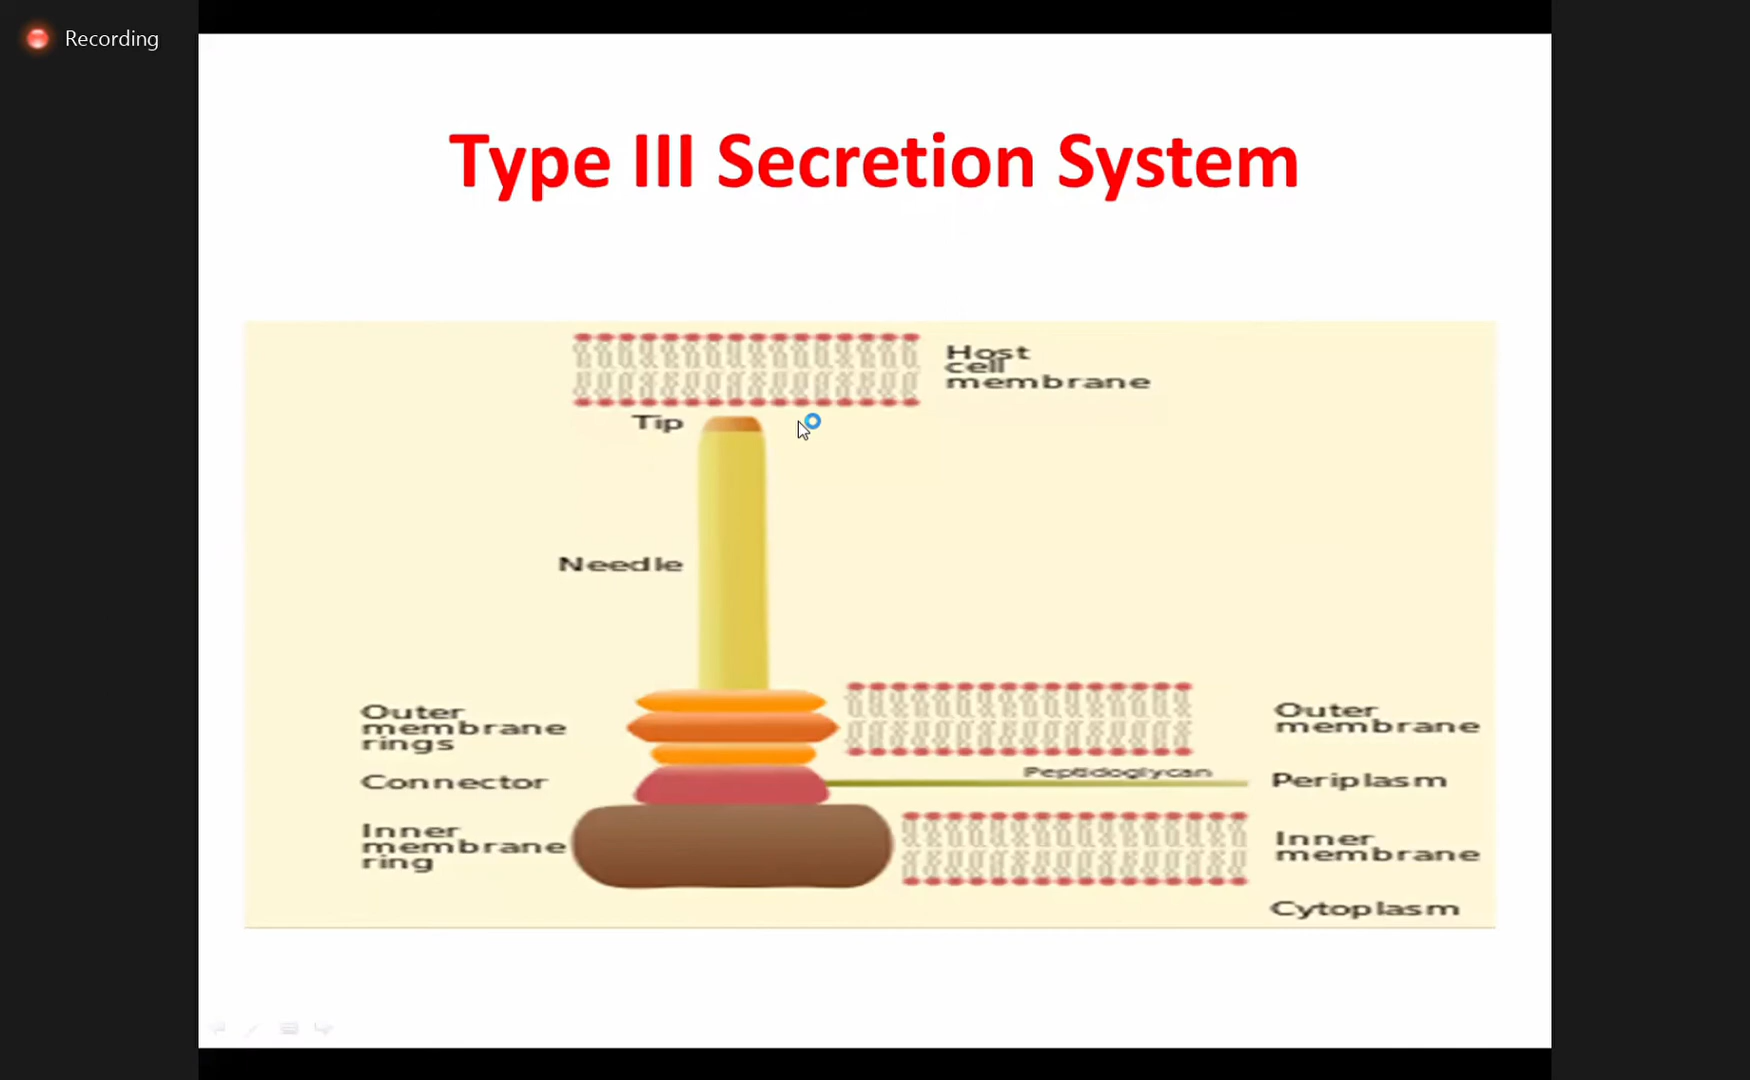 Recording
Type III Secretion System
Host
cell
membrane
Tip
Needle
Outer
membrane
rings
Outer
membrane
Peptidoglycan
Connector
Periplasm
Inner
membrane
ring
Inner
membrane
Cytoplasm